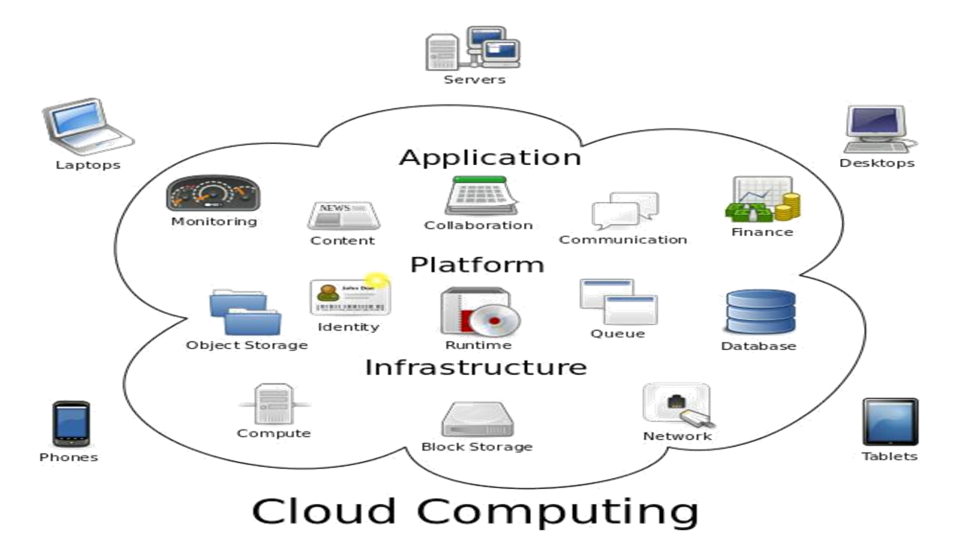 Servers
Laptops
Desktops
Application
Monitoring
NEWS
Content
Collaboration
Communication
Finance
Platform
John Doe
Object Storage
Identity
Runtime
Queue
Database
Infrastructure
Compute
Block Storage
Network
Phones
Tablets
Cloud Computing